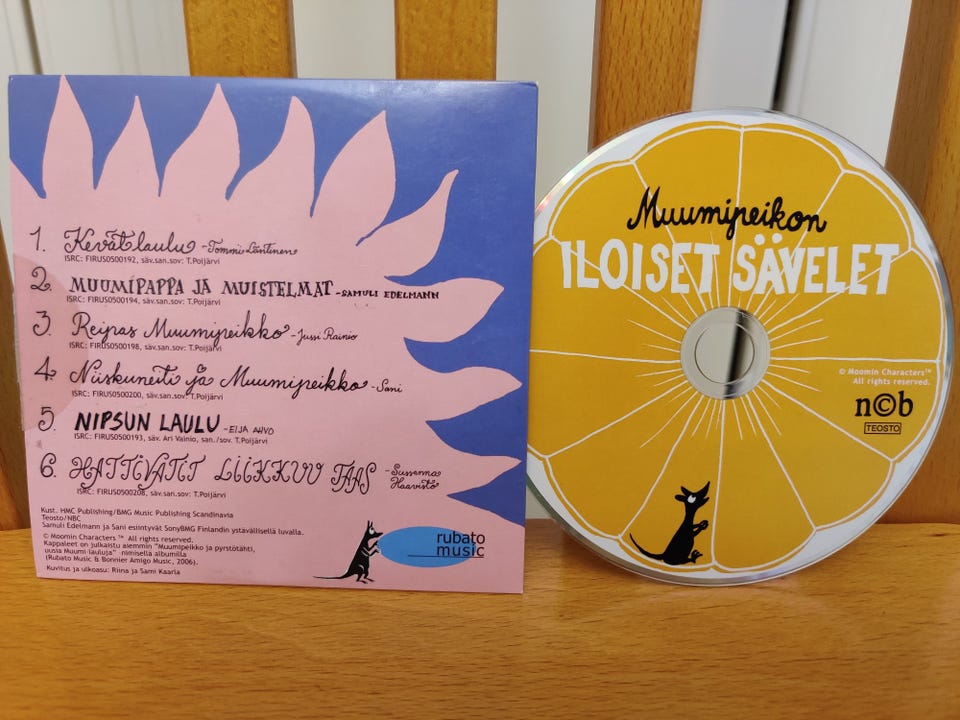 1. Kevätlaulu - Tommi Läntinen
ISRC: FIRUS0500192, säv.san.sov: T.Poijärvi
2. MUUMIPAPPA JA MUISTELMAT - SAMULI EDELMANN
ISRC: FIRUS0500194, säv.san.sov: T.Poijärvi
3. Reipas Muumipeikko - Jussi Rainio
ISRC: FIRUS0500198, säv.san.sov: T.Poijärvi
4. Niiskuneiti ja Muumipeikko - Sani
ISRC: FIRUS0500200, säv.san.sov: T.Poijärvi
5. NIPSUN LAULU - EIJA AHVO
ISRC: FIRUS0500193, säv. Ari Vainio, san./sov. T.Poijärvi
6. HATTIVATIT LIIKKUU TAAS - Susanna
Haavisto
ISRC: FIRUS0500208, säv.san.sov: T.Poijärvi
Kust. HMC Publishing/BMG Music Publishing Scandinavia
Teosto/NBC
Samuli Edelmann ja Sani esiintyvät SonyBMG Finlandin ystävällisellä luvalla.
© Moomin Characters ™ All rights reserved.
Kappaleet on julkaistu aiemmin "Muumipeikko ja pyrstötähti,
uusia Muumi-lauluja" nimisellä albumilla
(Rubato Music & Bonnier Amigo Music, 2006).
Kuvitus ja ulkoasu: Riina ja Sami Kaarla
rubato
music
Muumipeikon
ILOISET SÄVELET
© Moomin Characters™
All rights reserved.
n©b
TEOSTO